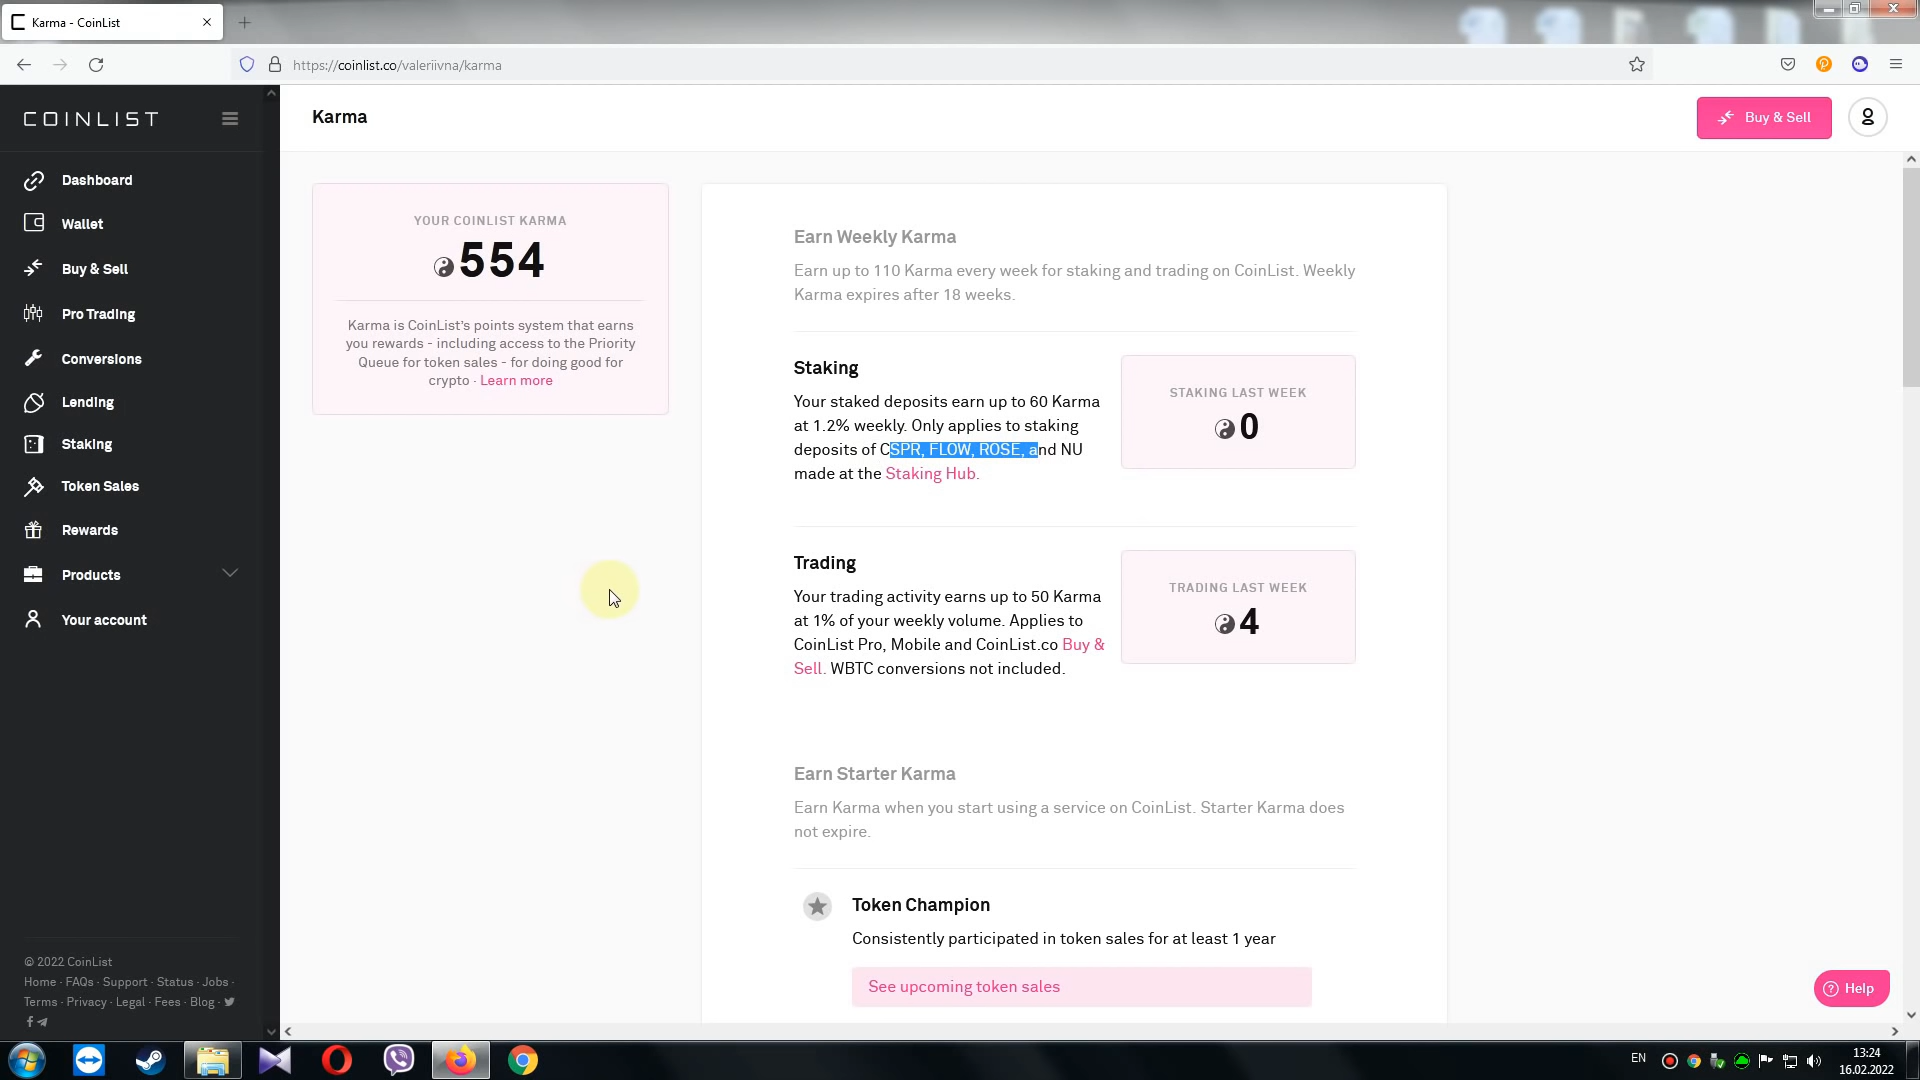 Karma - CoinList
https://coinlist.co/valeriivna/karma
COINLIST
Karma
Buy & Sell
Dashboard
Wallet
Buy & Sell
Pro Trading
Conversions
Lending
Staking
Token Sales
Rewards
Products
Your account
© 2022 CoinList
Home · FAQs · Support · Status · Jobs ·
Terms · Privacy · Legal · Fees · Blog ·
YOUR COINLIST KARMA
554
Karma is CoinList's points system that earns
you rewards - including access to the Priority
Queue for token sales - for doing good for
crypto · Learn more
Earn Weekly Karma
Earn up to 110 Karma every week for staking and trading on CoinList. Weekly
Karma expires after 18 weeks.
Staking
Your staked deposits earn up to 60 Karma
at 1.2% weekly. Only applies to staking
deposits of CSPR, FLOW, ROSE, and NU
made at the Staking Hub.
STAKING LAST WEEK
0
Trading
Your trading activity earns up to 50 Karma
at 1% of your weekly volume. Applies to
CoinList Pro, Mobile and CoinList.co Buy &
Sell. WBTC conversions not included.
TRADING LAST WEEK
4
Earn Starter Karma
Earn Karma when you start using a service on CoinList. Starter Karma does
not expire.
Token Champion
Consistently participated in token sales for at least 1 year
See upcoming token sales
Help
EN
13:24
16.02.2022